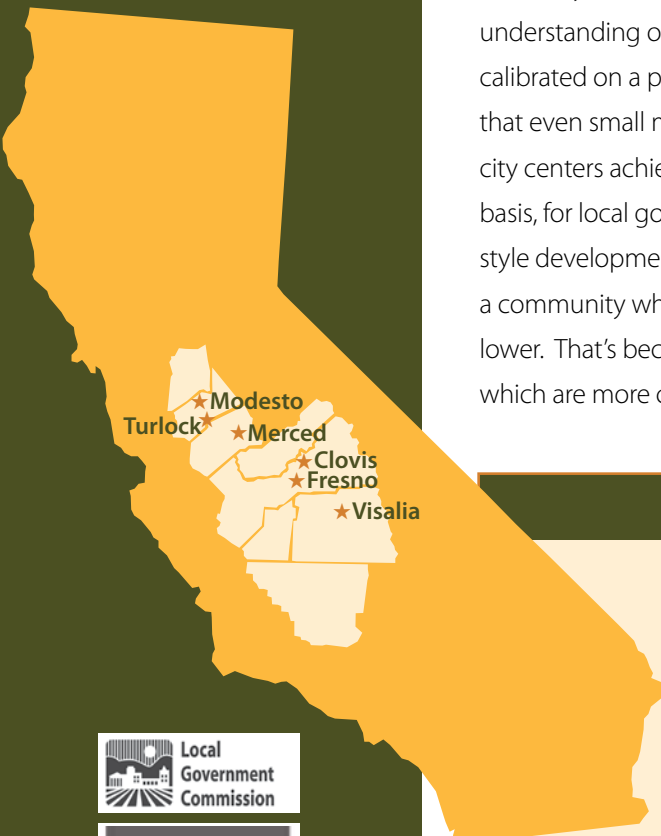 understanding o
calibrated on a p
that even small m
city centers achie
basis, for local go
style developme
a community wh
lower. That's bec
which are more c
Modesto
Turlock
Merced
Clovis
Fresno
Visalia
Local
Government
Commission